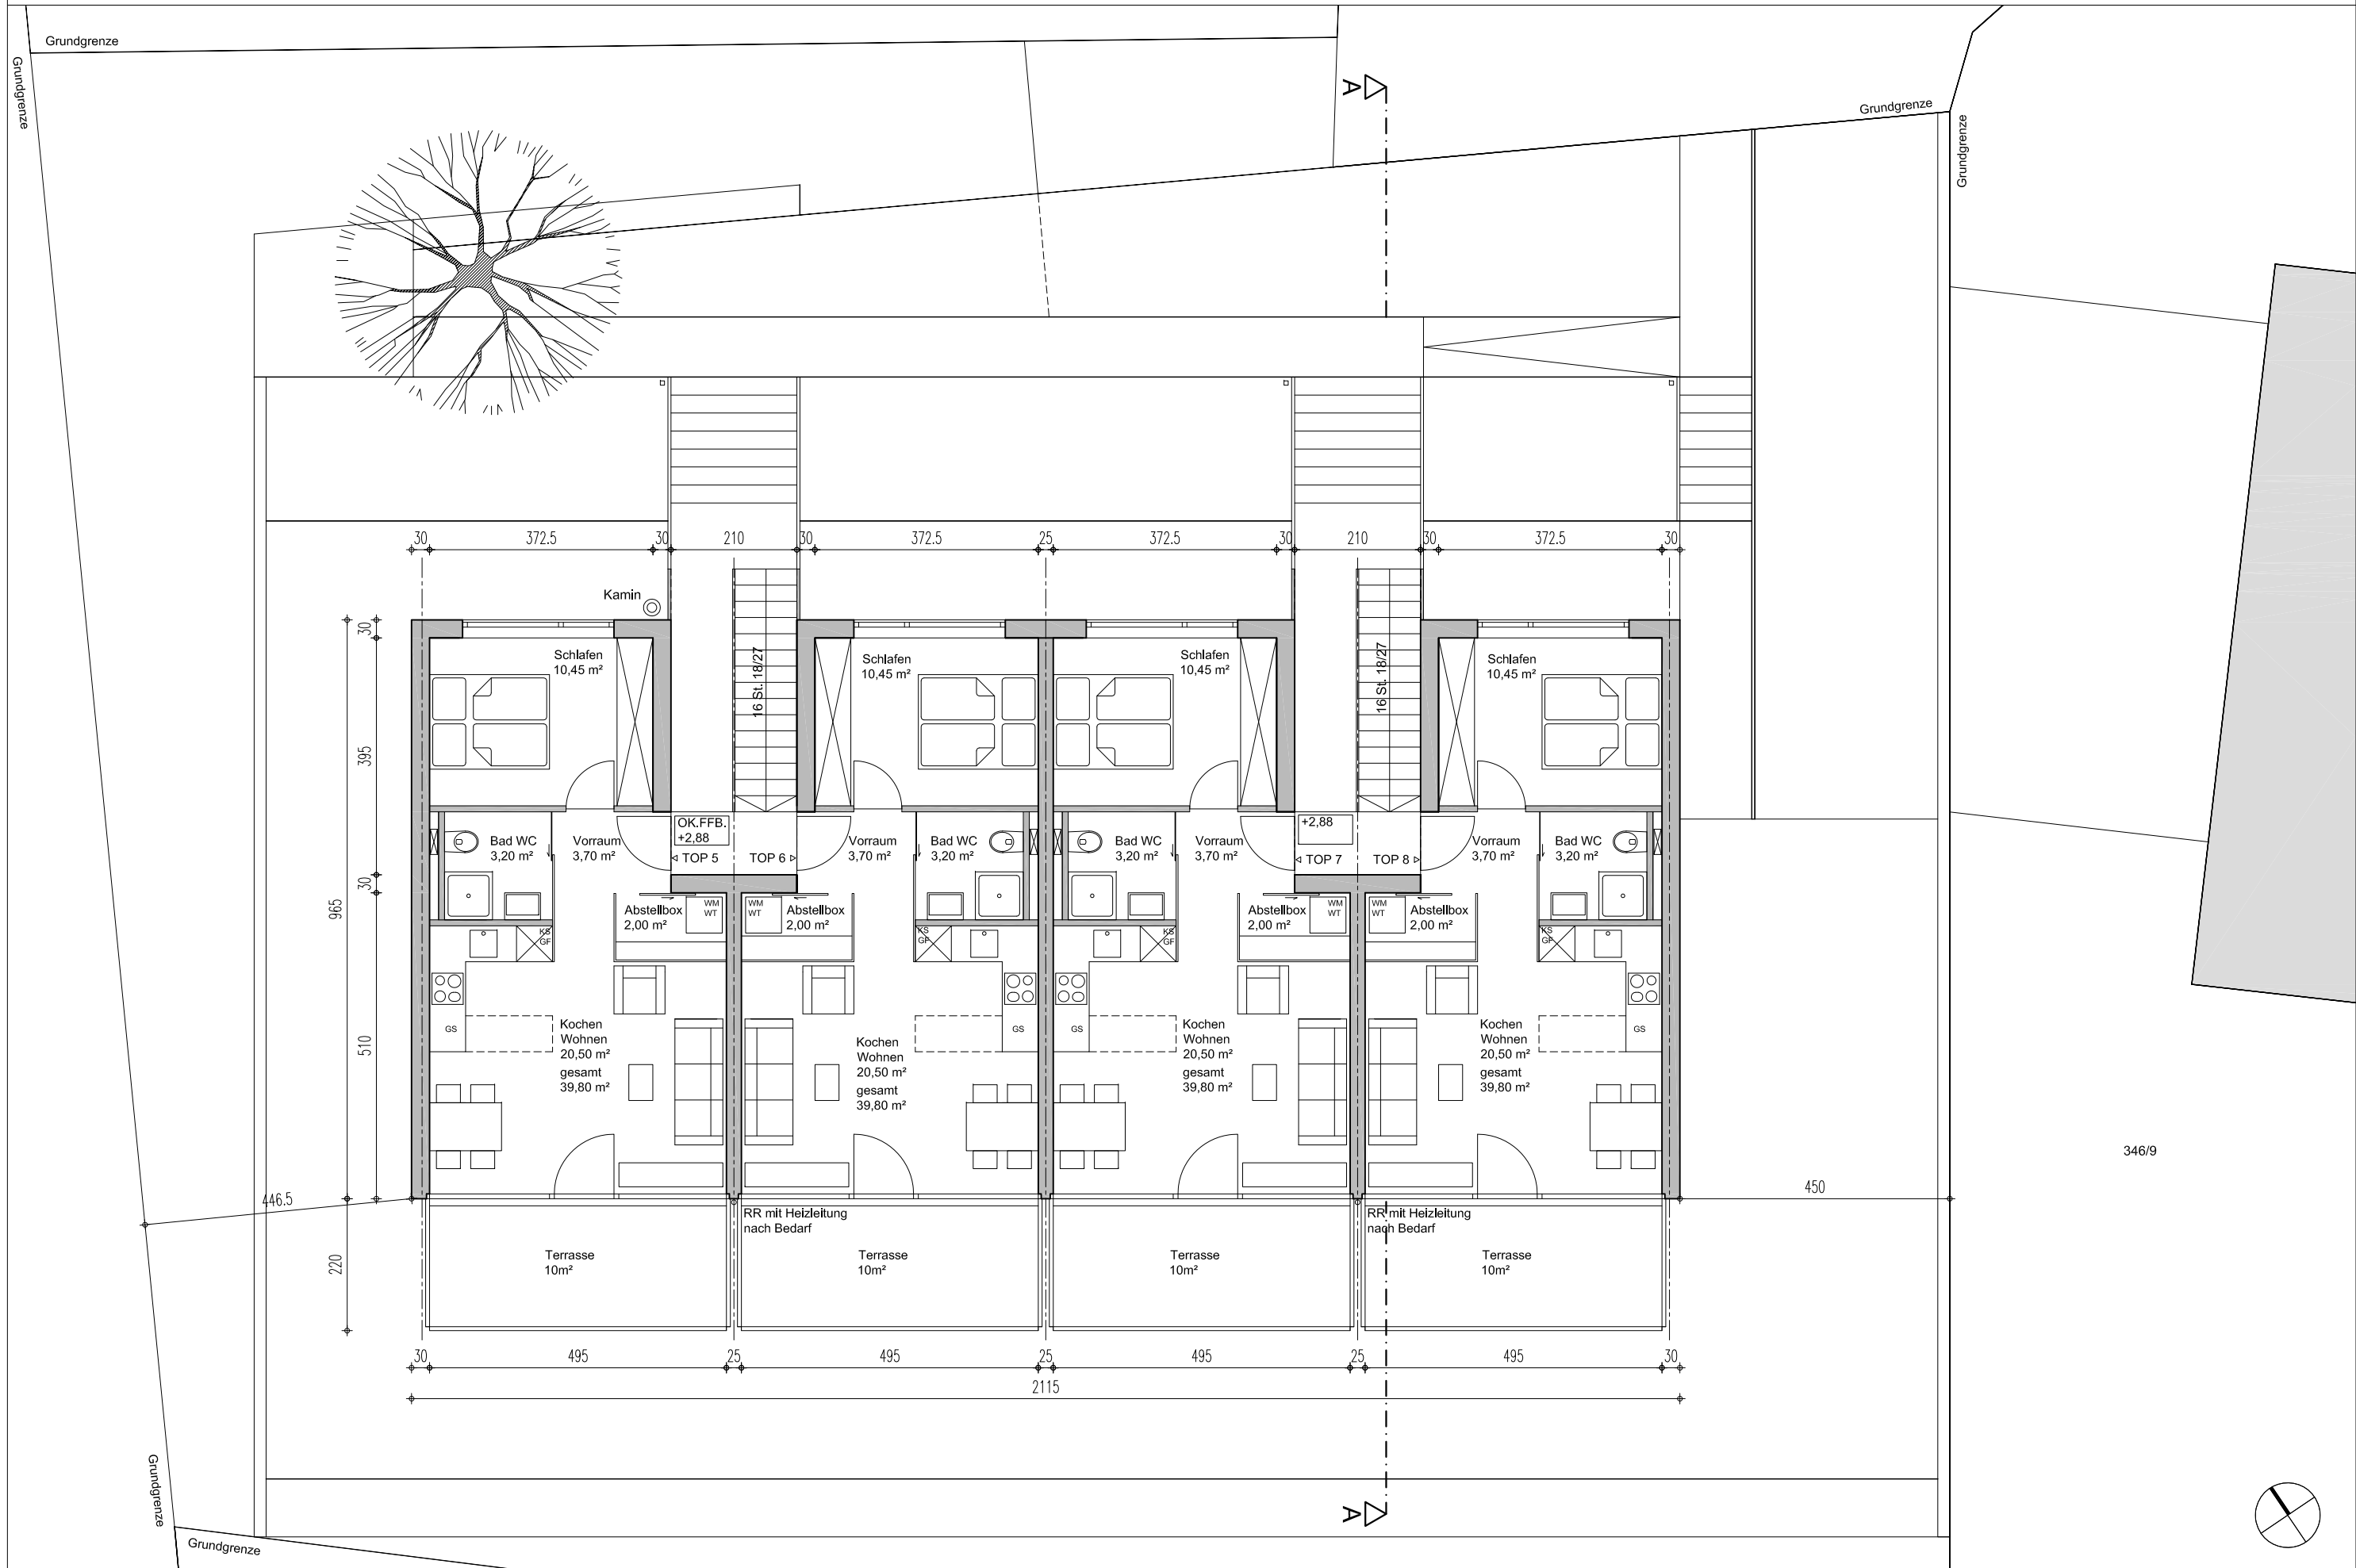 Grundgrenze
Grundgrenze
A
Grundgrenze
Grundgrenze
30
372.5
30
210
30
372.5
25
372.5
30
210
30
372.5
30
Kamin
30
395
30
510
965
220
Schlafen
10,45 m²
16 St. 18/27
Schlafen
10,45 m²
Schlafen
10,45 m²
16 St. 18/27
Schlafen
10,45 m²
Bad WC
3,20 m²
Vorraum
3,70 m²
OK.FFB.
+2,88
TOP 5
TOP 6
Vorraum
3,70 m²
Bad WC
3,20 m²
Bad WC
3,20 m²
Vorraum
3,70 m²
+2,88
TOP 7
TOP 8
Vorraum
3,70 m²
Bad WC
3,20 m²
Abstellbox
2,00 m²
WM
WT
WM
WT
Abstellbox
2,00 m²
Abstellbox
2,00 m²
WM
WT
WM
WT
Abstellbox
2,00 m²
KS
GF
KS
GF
KS
GF
KS
GF
GS
Kochen
Wohnen
20,50 m²
gesamt
39,80 m²
Kochen
Wohnen
20,50 m²
gesamt
39,80 m²
GS
GS
Kochen
Wohnen
20,50 m²
gesamt
39,80 m²
Kochen
Wohnen
20,50 m²
gesamt
39,80 m²
GS
346/9
446.5
450
RR mit Heizleitung
nach Bedarf
RR mit Heizleitung
nach Bedarf
Terrasse
10m²
Terrasse
10m²
Terrasse
10m²
Terrasse
10m²
30
495
25
495
25
495
25
495
30
2115
A
Grundgrenze
Grundgrenze